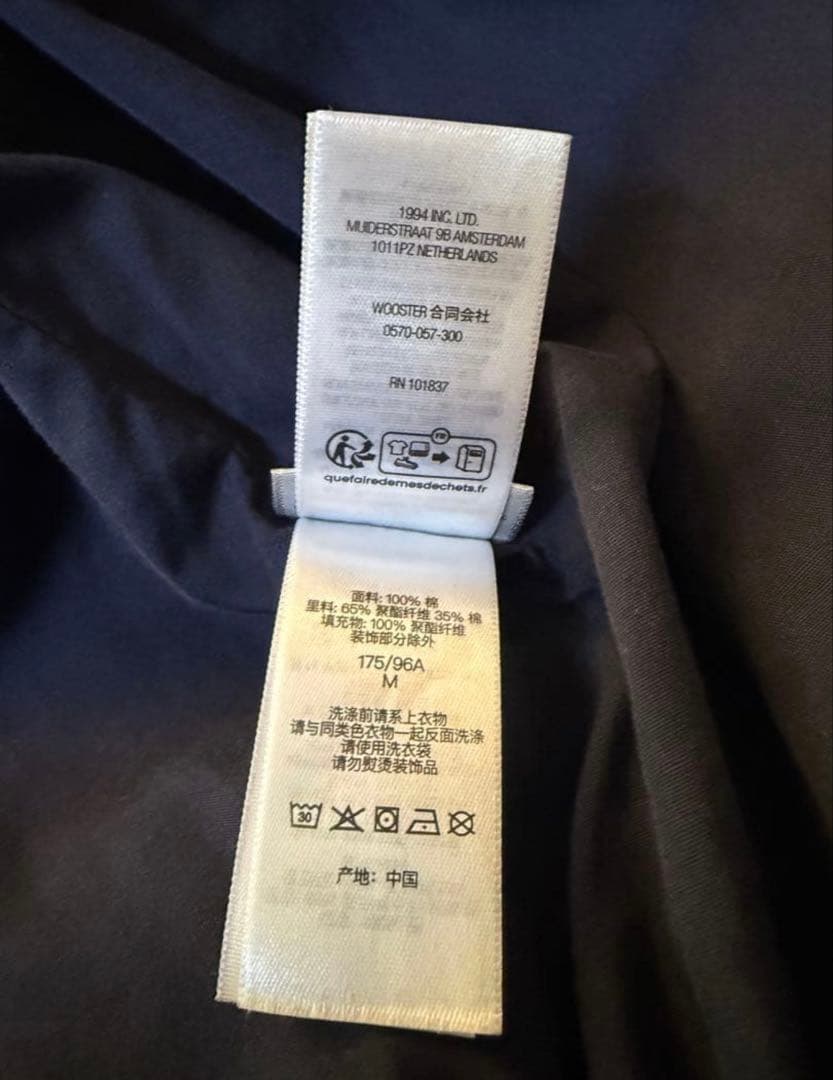 1994 INC. LTD.
MUIDERSTRAAT 9B AMSTERDAM
1011PZ NETHERLANDS
WOOSTER 合同会社
0570-057-300
RN 101837
FR
quefairedemesdechets.fr
面料: 100% 棉
里料: 65% 聚酯纤维 35% 棉
填充物: 100% 聚酯纤维
装饰部分除外
175/96A
M
洗涤前请系上衣物
请与同类色衣物一起反面洗涤
请使用洗衣袋
请勿熨烫装饰品
30
产地: 中国